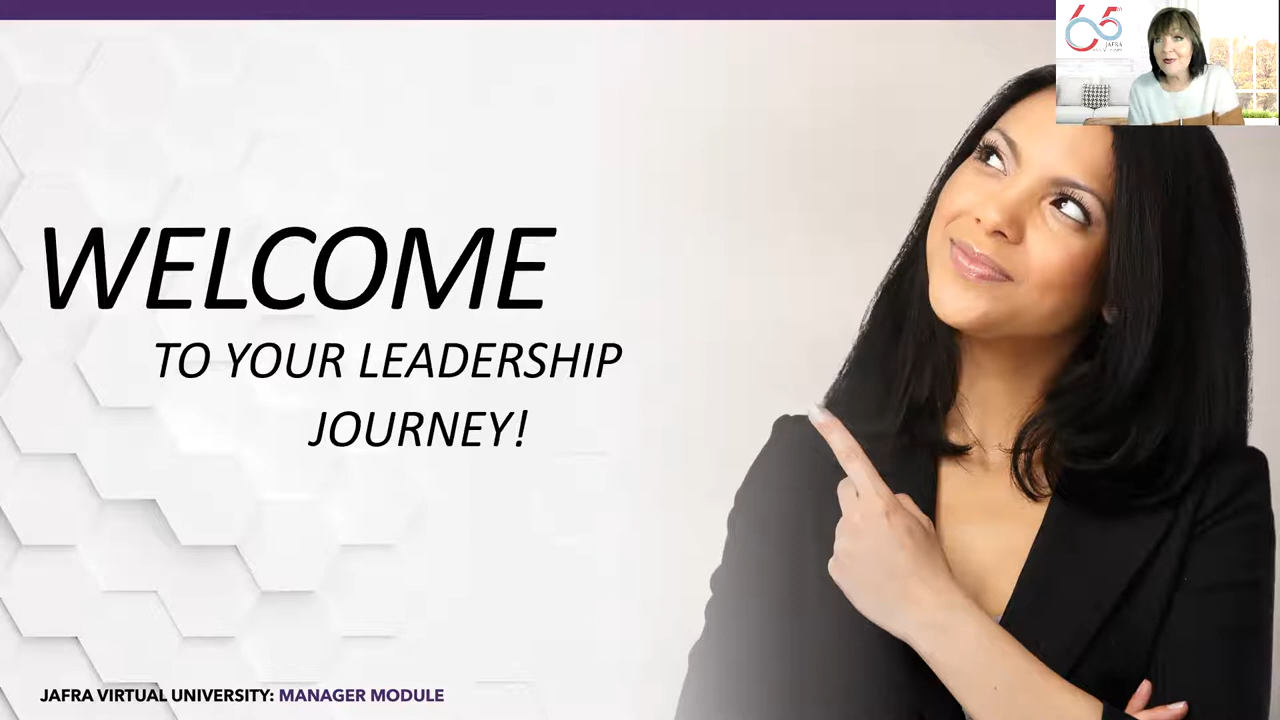 WELCOME
TO YOUR LEADERSHIP
JOURNEY!
JAFRA VIRTUAL UNIVERSITY: MANAGER MODULE
65
JAFRA